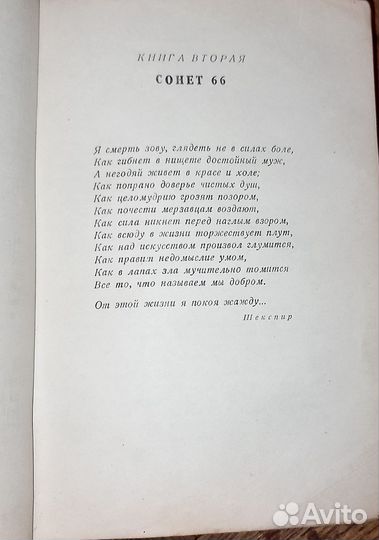 КНИГА ВТОРАЯ
СОНЕТ 66
Я смерть зову, глядеть не в силах боле,
Как гибнет в нищете достойный муж,
А негодяй живет в красе и холе;
Как попрано доверье чистых душ,
Как целомудрию грозят позором,
Как почести мерзавцам воздают,
Как сила никнет перед наглым взором,
Как всюду в жизни торжествует плут,
Как над искусством произвол глумится,
Как правит недомыслие умом,
Как в лапах зла мучительно томится
Все то, что называем мы добром.
От этой жизни я покоя жажду...
Шекспир
Avito